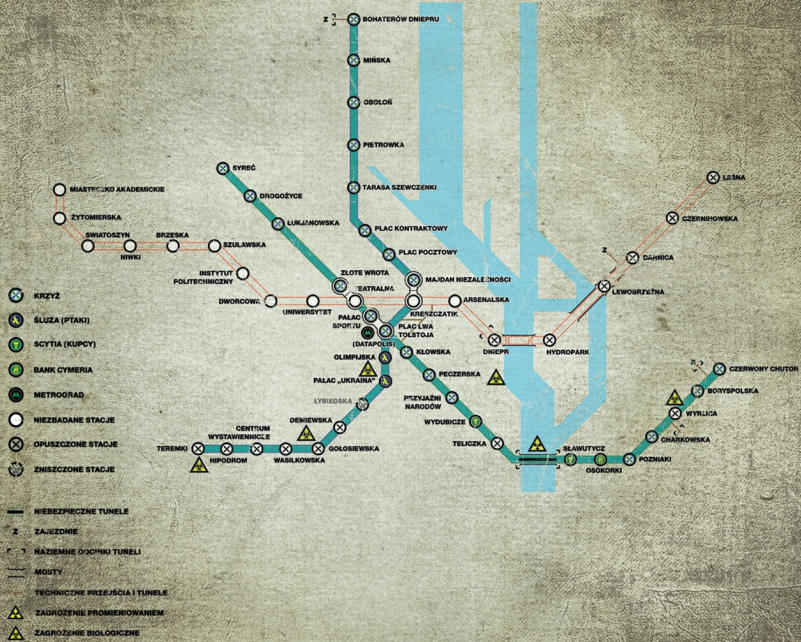 Z
BOHATERÓW DNIEPRU
MIŃSKA
OBOŁOŃ
PIETROWKA
SYREĆ
LEŚNA
MIASTECZKO AKADEMICKIE
DROGOŻYCE
TARASA SZEWCZENKI
ŻYTOMIERSKA
ŁUKJANOWSKA
CZERNIHOWSKA
PLAC KONTRAKTOWY
SWIATOSZYN
BRZESKA
SZULAWSKA
NIWKI
PLAC POCZTOWY
Z
DARNICA
INSTYTUT
POLITECHNICZNY
ZŁOTE WROTA
MAJDAN NIEZALEŻNOŚCI
TEATRALNA
LEWOBRZEŻNA
DWORCOWA
UNIWERSYTET
KRESZCZATIK
ARSENALSKA
PAŁAC
SPORTU
PLAC LWA
TOŁSTOJA
(DATAPOLIS)
DNIEPR
HYDROPARK
OLIMPIJSKA
KŁOWSKA
PAŁAC „UKRAINA”
PECZERSKA
CZERWONY CHUTOR
BORYSPOLSKA
ŁYBIEDSKA
PRZYJAŹNI
NARODÓW
WYRLICA
DEMIEWSKA
WYDUBICZE
CENTRUM
WYSTAWIENNICZE
CHARKOWSKA
TEREMKI
HIPODROM
WASILKOWSKA
GOŁOSIEWSKA
TELICZKA
SŁAWUTYCZ
OSOKORKI
POZNIAKI
KRZYŻ
ŚLUZA (PTAKI)
SCYTIA (KUPCY)
BANK CYMERIA
METROGRAD
NIEZBADANE STACJE
OPUSZCZONE STACJE
ZNISZCZONE STACJE
NIEBEZPIECZNE TUNELE
Z ZAJEZDNIE
NAZIEMNE ODCINKI TUNELI
MOSTY
TECHNICZNE PRZEJŚCIA I TUNELE
ZAGROŻENIE PROMIENIOWANIEM
ZAGROŻENIE BIOLOGICZNE